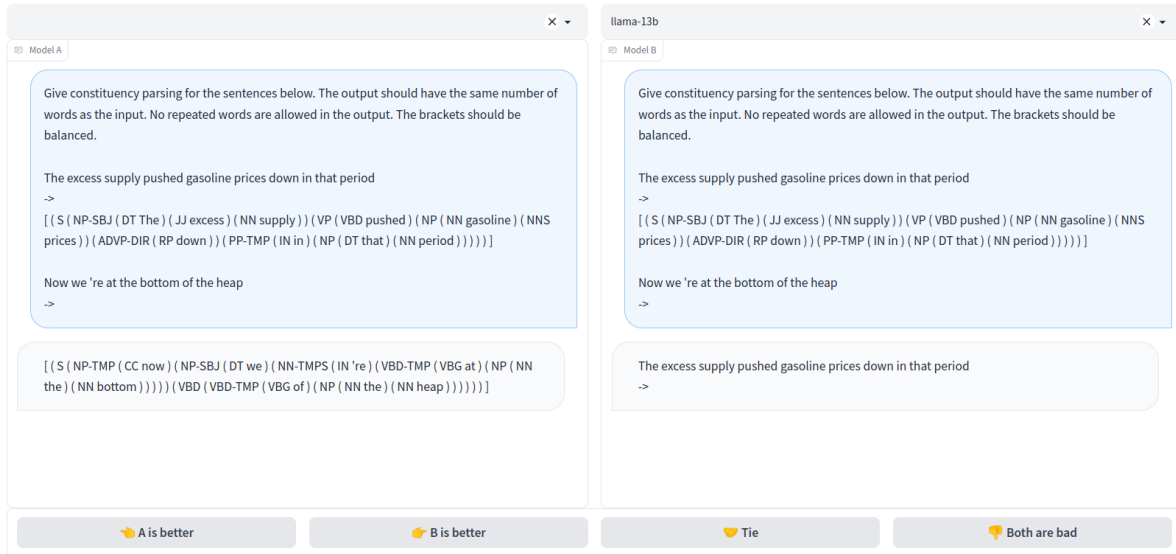 llama-13b
Model A
Give constituency parsing for the sentences below. The output should have the same number of
words as the input. No repeated words are allowed in the output. The brackets should be
balanced.
The excess supply pushed gasoline prices down in that period
->
[ ( S ( NP-SBJ ( DT The ) ( JJ excess ) ( NN supply ) ) ( VP ( VBD pushed ) ( NP ( NN gasoline ) ( NNS
prices ) ) ( ADVP-DIR ( RP down ) ) ( PP-TMP ( IN in ) ( NP ( DT that ) ( NN period ) ) ) ) ) ]
Now we 're at the bottom of the heap
->
[ ( S ( NP-TMP ( CC now ) ( NP-SBJ ( DT we ) ( NN-TMPS ( IN 're ) ( VBD-TMP ( VBG at ) ( NP ( NN
the ) ( NN bottom ) ) ) ) ) ( VBD ( VBD-TMP ( VBG of ) ( NP ( NN the ) ( NN heap ) ) ) ) ) ) ]
Model B
Give constituency parsing for the sentences below. The output should have the same number of
words as the input. No repeated words are allowed in the output. The brackets should be
balanced.
The excess supply pushed gasoline prices down in that period
->
[ ( S ( NP-SBJ ( DT The ) ( JJ excess ) ( NN supply ) ) ( VP ( VBD pushed ) ( NP ( NN gasoline ) ( NNS
prices ) ) ( ADVP-DIR ( RP down ) ) ( PP-TMP ( IN in ) ( NP ( DT that ) ( NN period ) ) ) ) ) ]
Now we 're at the bottom of the heap
->
The excess supply pushed gasoline prices down in that period
->
👈 A is better
👉 B is better
🤝 Tie
👎 Both are bad